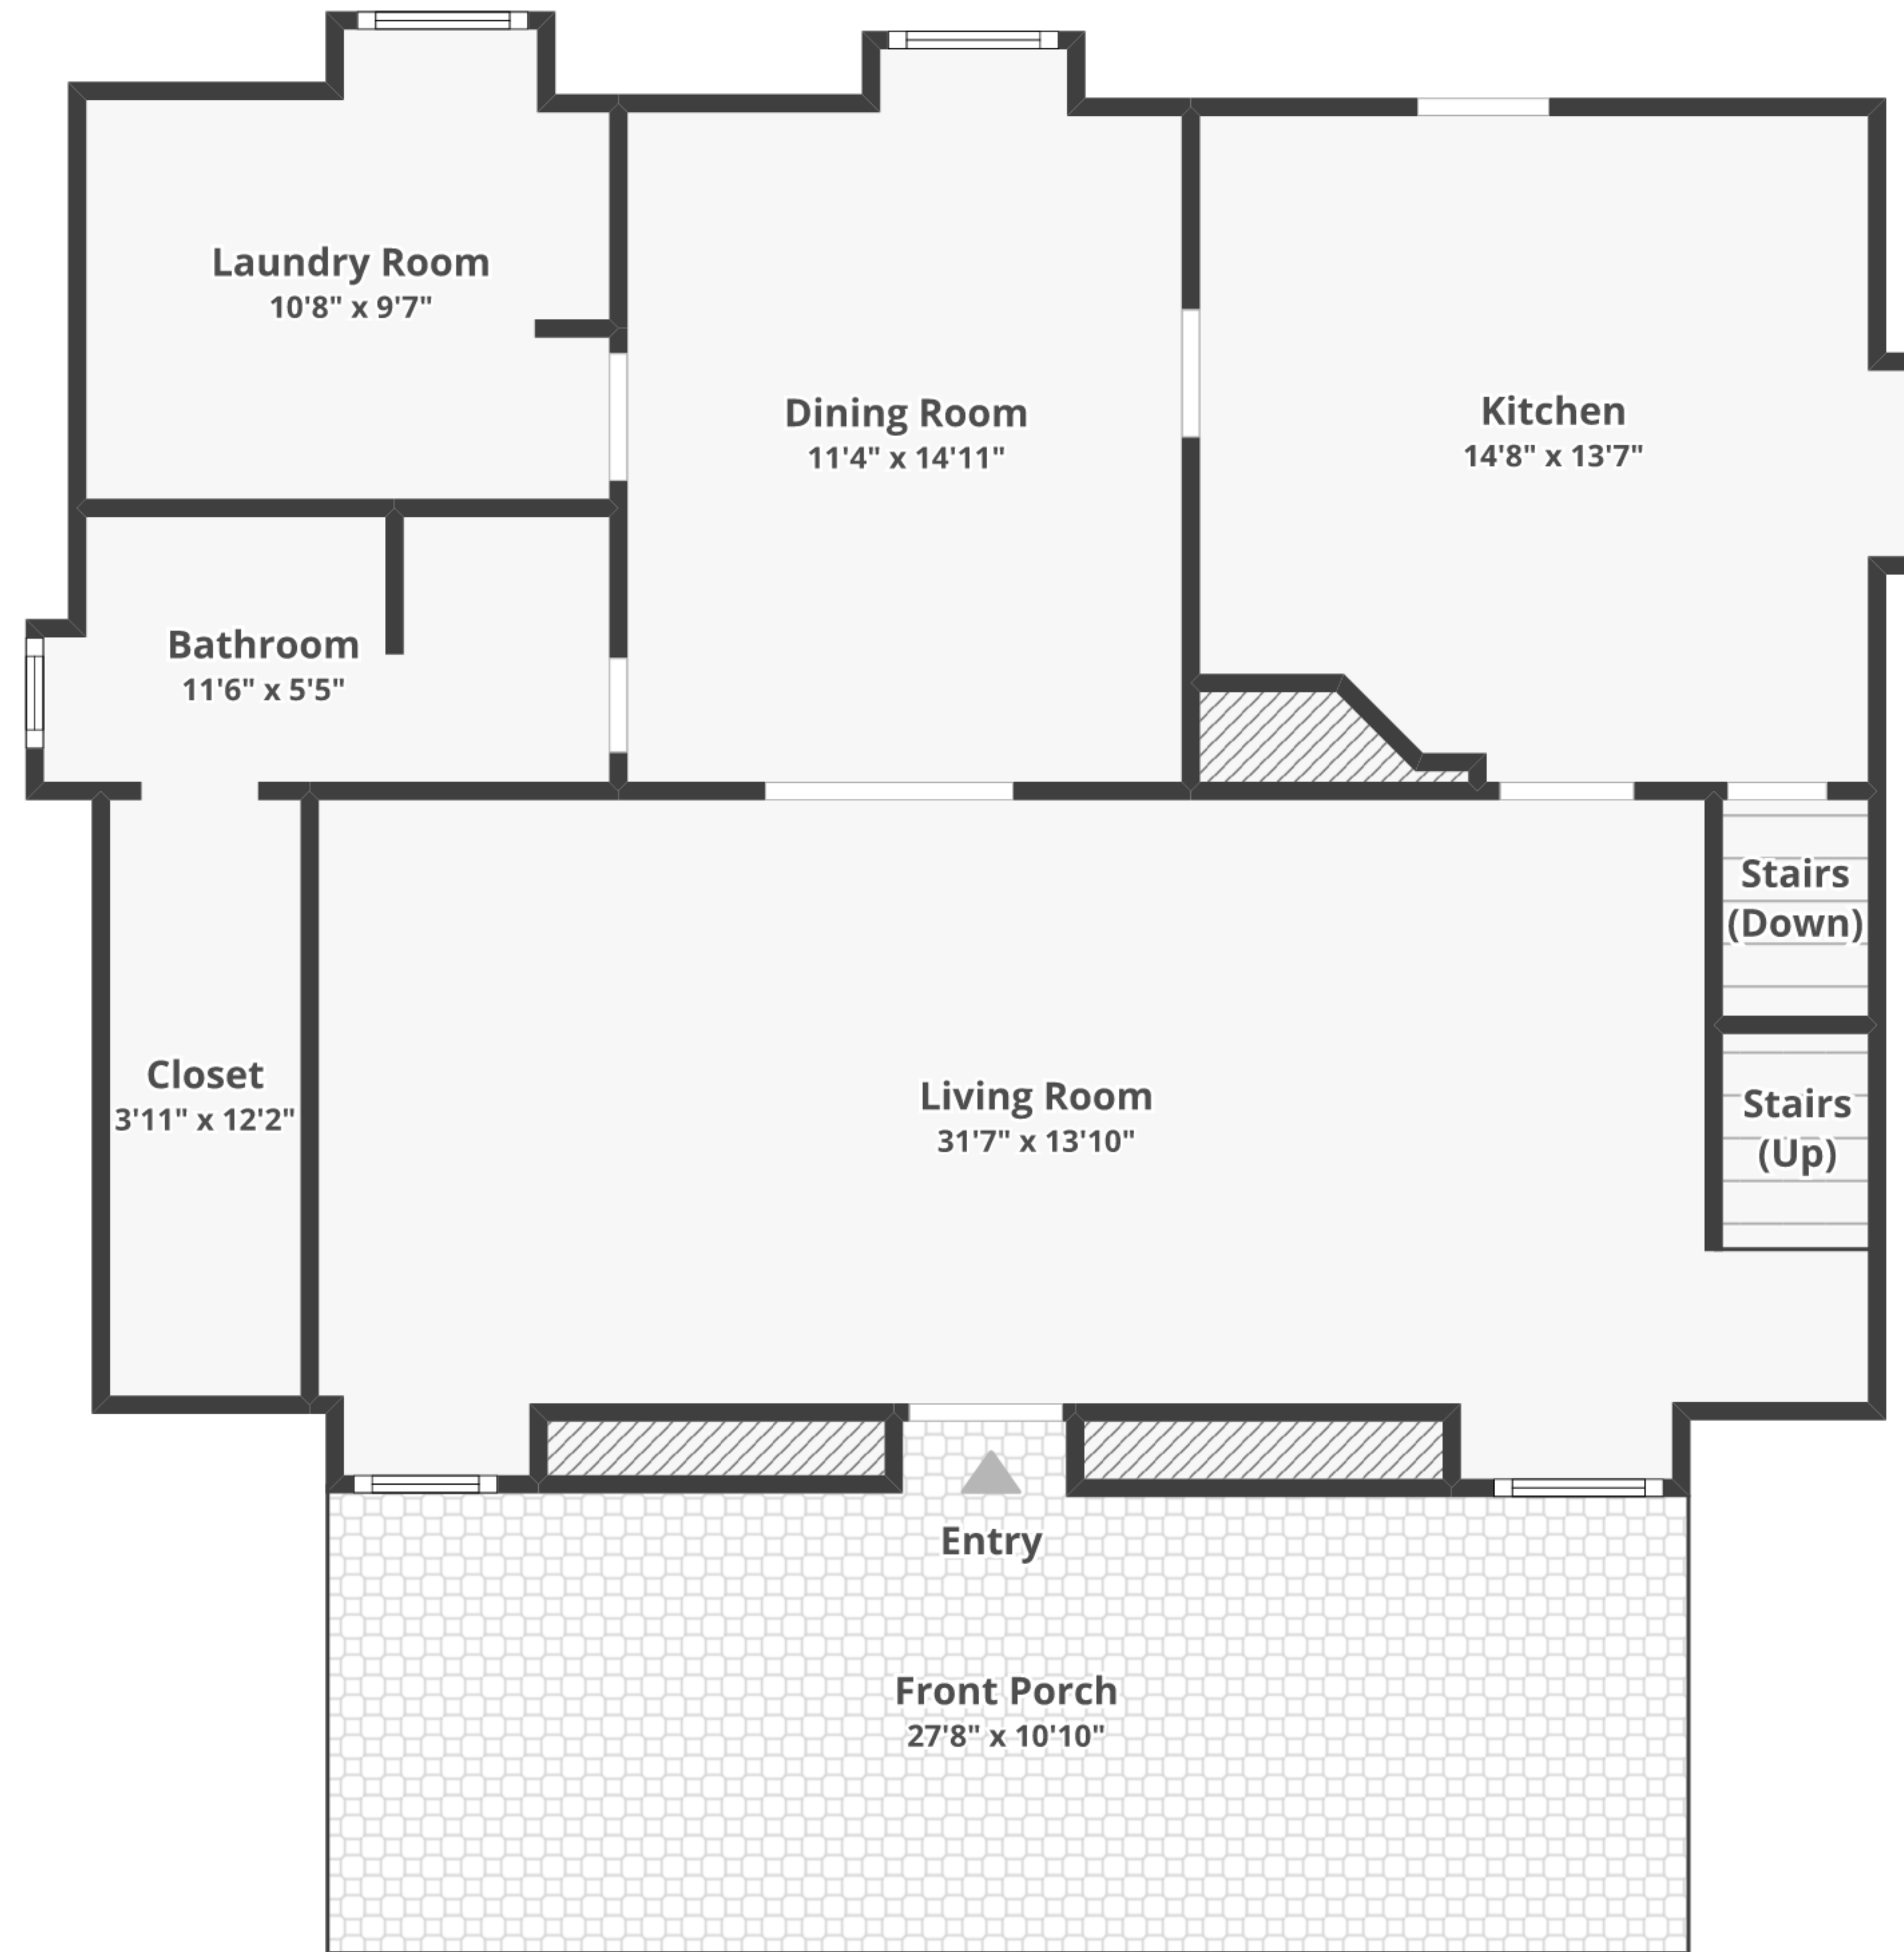 Laundry Room
10'8" x 9'7"
Dining Room
11'4" x 14'11"
Kitchen
14'8" x 13'7"
Bathroom
11'6" x 5'5"
Stairs
(Down)
Closet
3'11" x 12'2"
Living Room
31'7" x 13'10"
Stairs
(Up)
Entry
Front Porch
27'8" x 10'10"